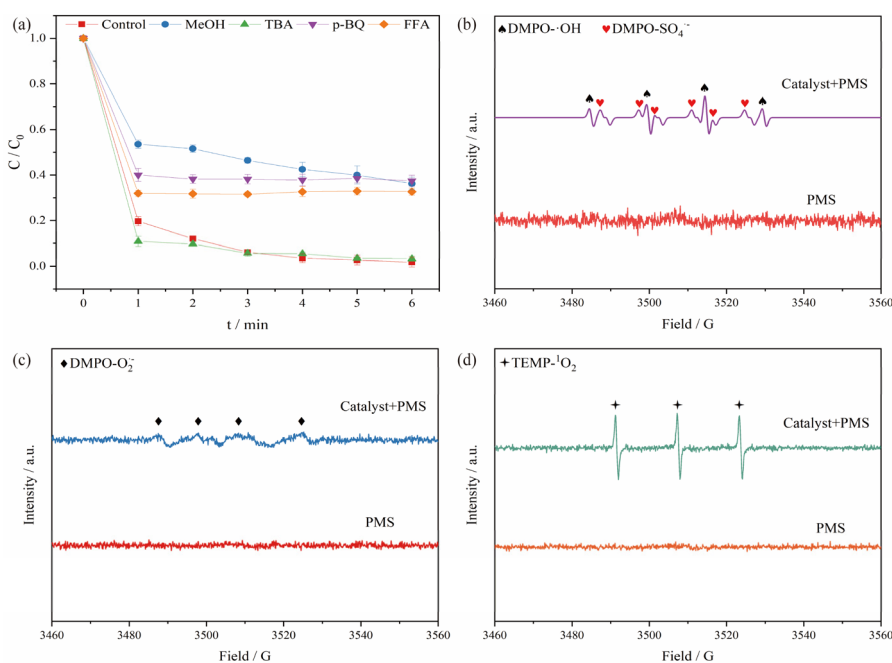 (a)
Control MeOH TBA p-BQ FFA
1.0
0.8
0.6
0.4
0.2
0.0
C / C₀
0 1 2 3 4 5 6
t / min
(b)
♠DMPO-·OH ♥DMPO-SO₄·⁻
Catalyst+PMS
PMS
Intensity / a.u.
3460 3480 3500 3520 3540 3560
Field / G
(c)
♦DMPO-O₂·⁻
Catalyst+PMS
PMS
Intensity / a.u.
3460 3480 3500 3520 3540 3560
Field / G
(d)
✦TEMP-¹O₂
Catalyst+PMS
PMS
Intensity / a.u.
3460 3480 3500 3520 3540 3560
Field / G